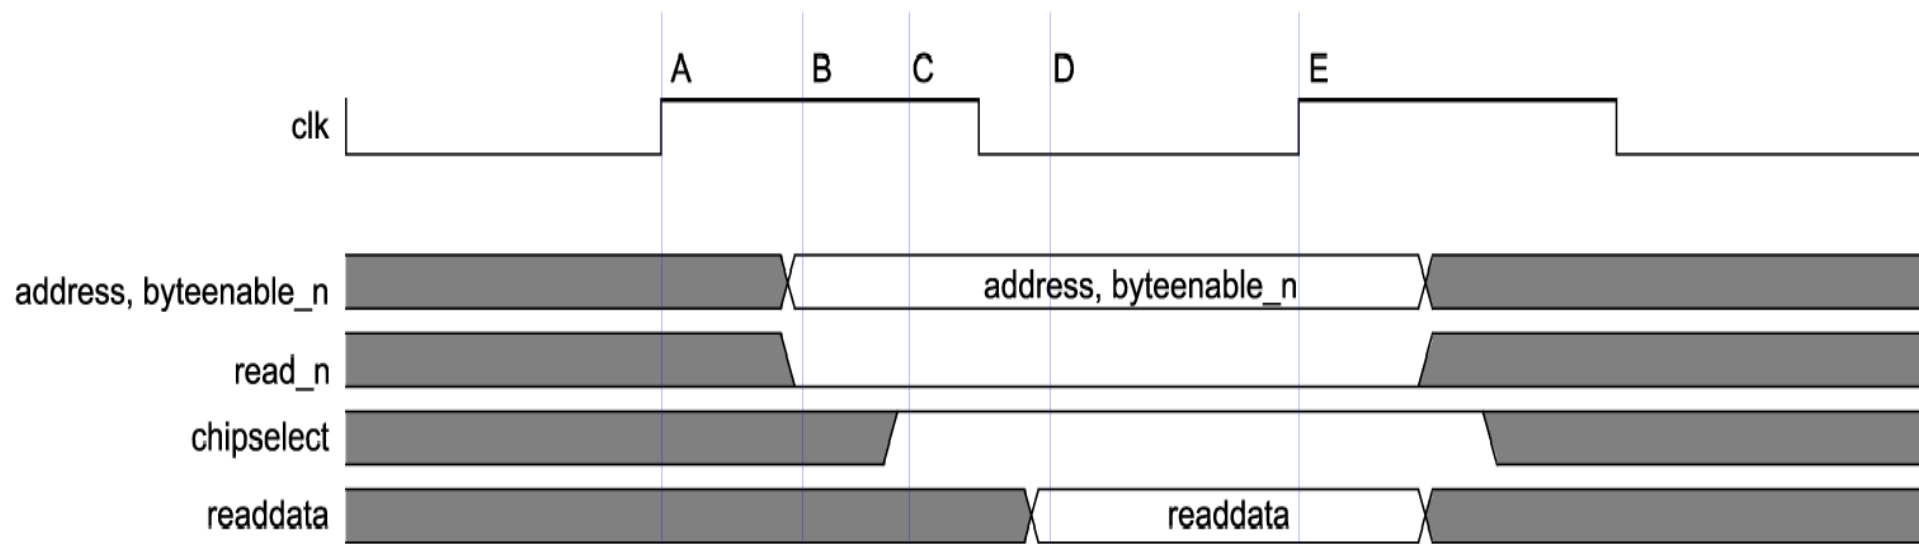 A B C D E
clk
address, byteenable_n address, byteenable_n
read_n
chipselect
readdata readdata